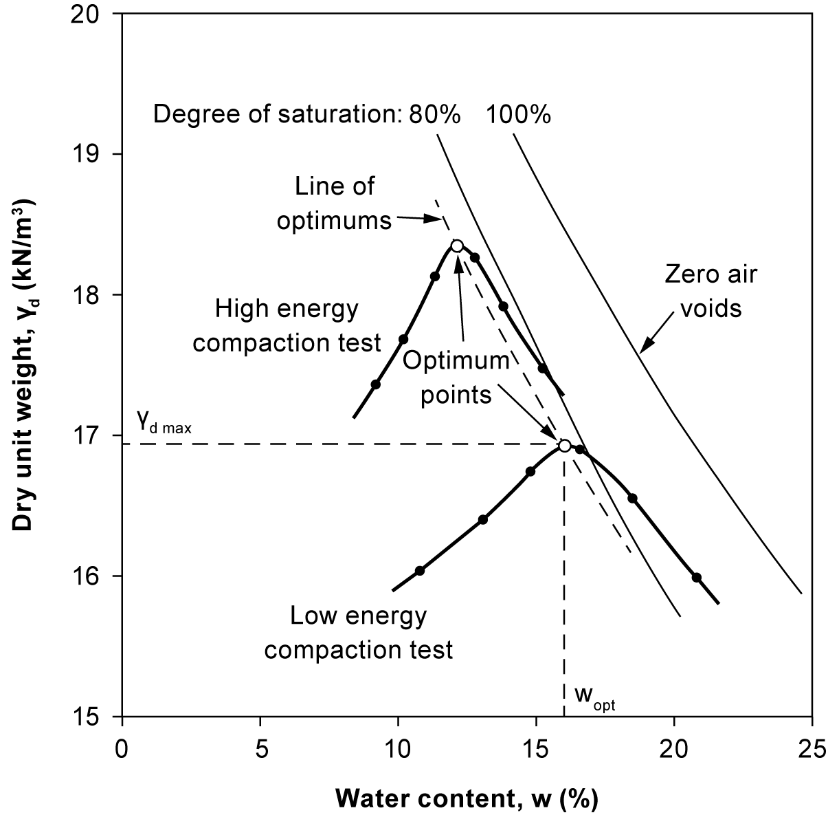 20
19
18
17
16
15
0
5
10
15
20
25
Dry unit weight, γd (kN/m³)
Water content, w (%)
Degree of saturation: 80% 100%
Line of
optimums
Zero air
voids
High energy
compaction test
Optimum
points
γd max
Low energy
compaction test
wopt